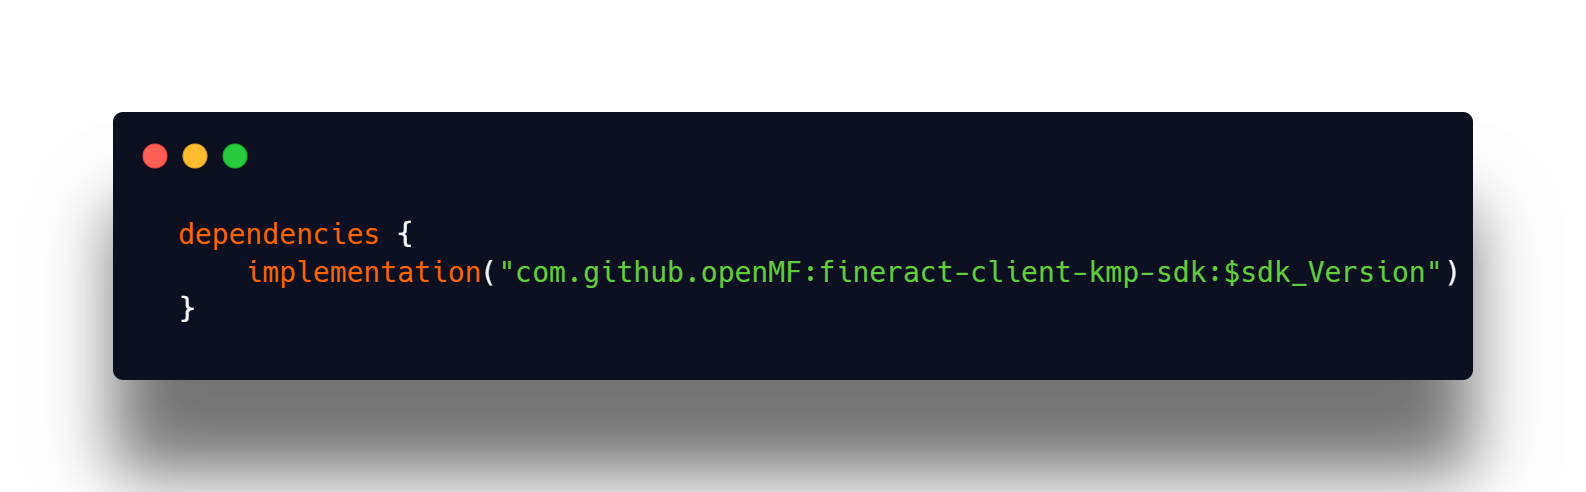 dependencies {
    implementation("com.github.openMF:fineract-client-kmp-sdk:$sdk_Version")
}